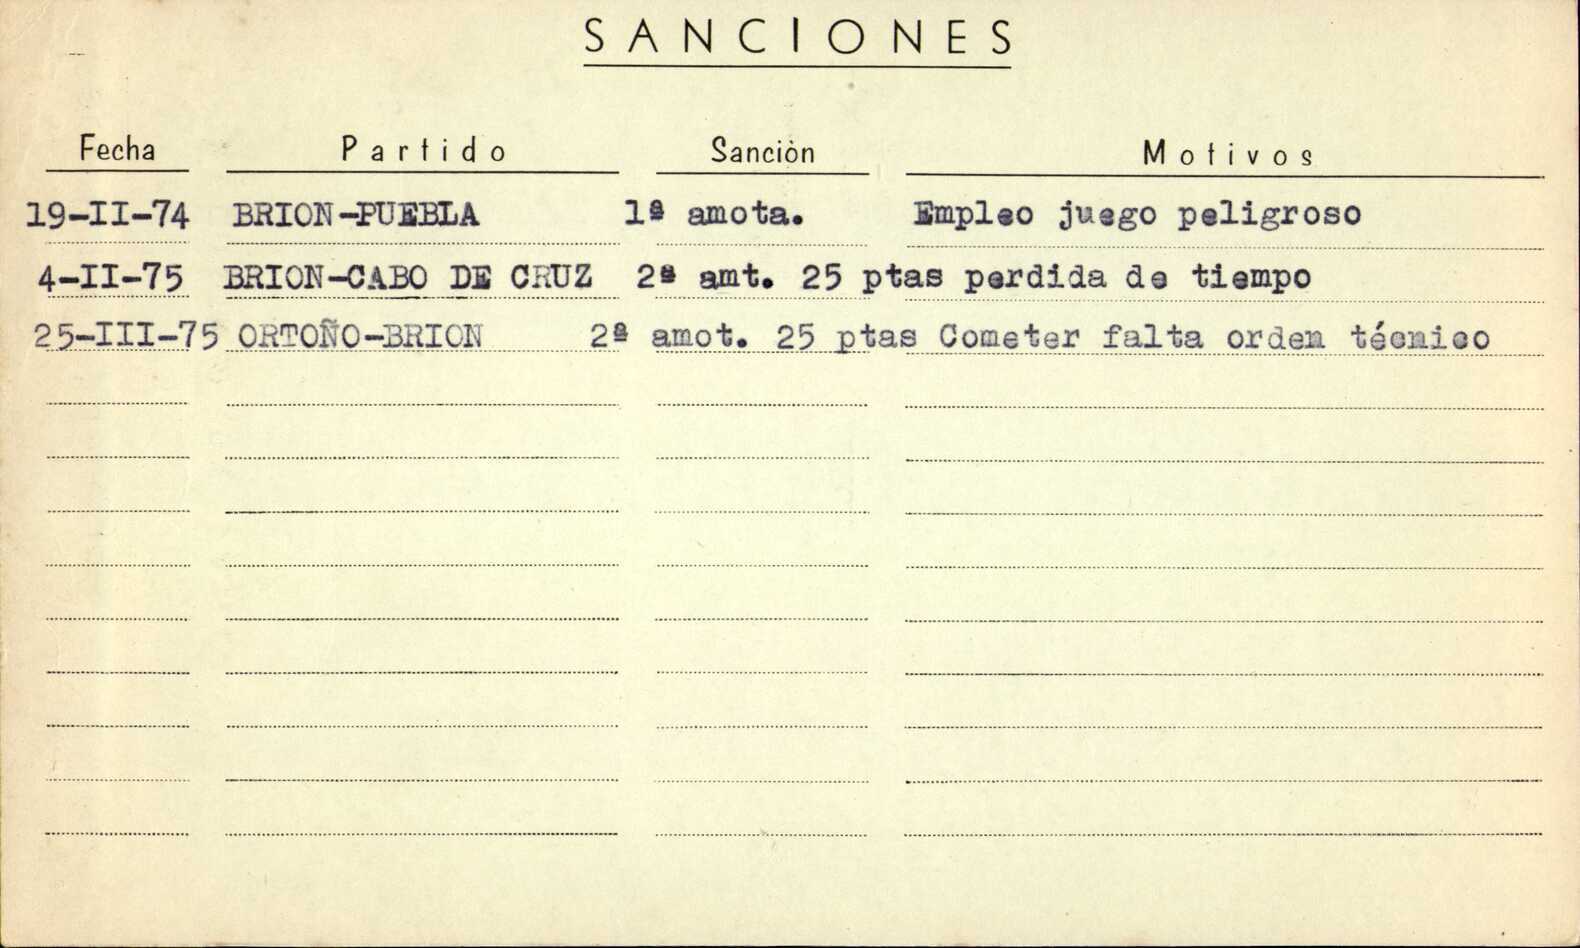 SANCIONES
Fecha Partido Sanción Motivos
19-II-74 BRION-PUEBLA 1ª amota. Empleo juego peligroso
4-II-75 BRION-CABO DE CRUZ 2ª amt. 25 ptas perdida de tiempo
25-III-75 ORTOÑO-BRION 2ª amot. 25 ptas Cometer falta orden técnico